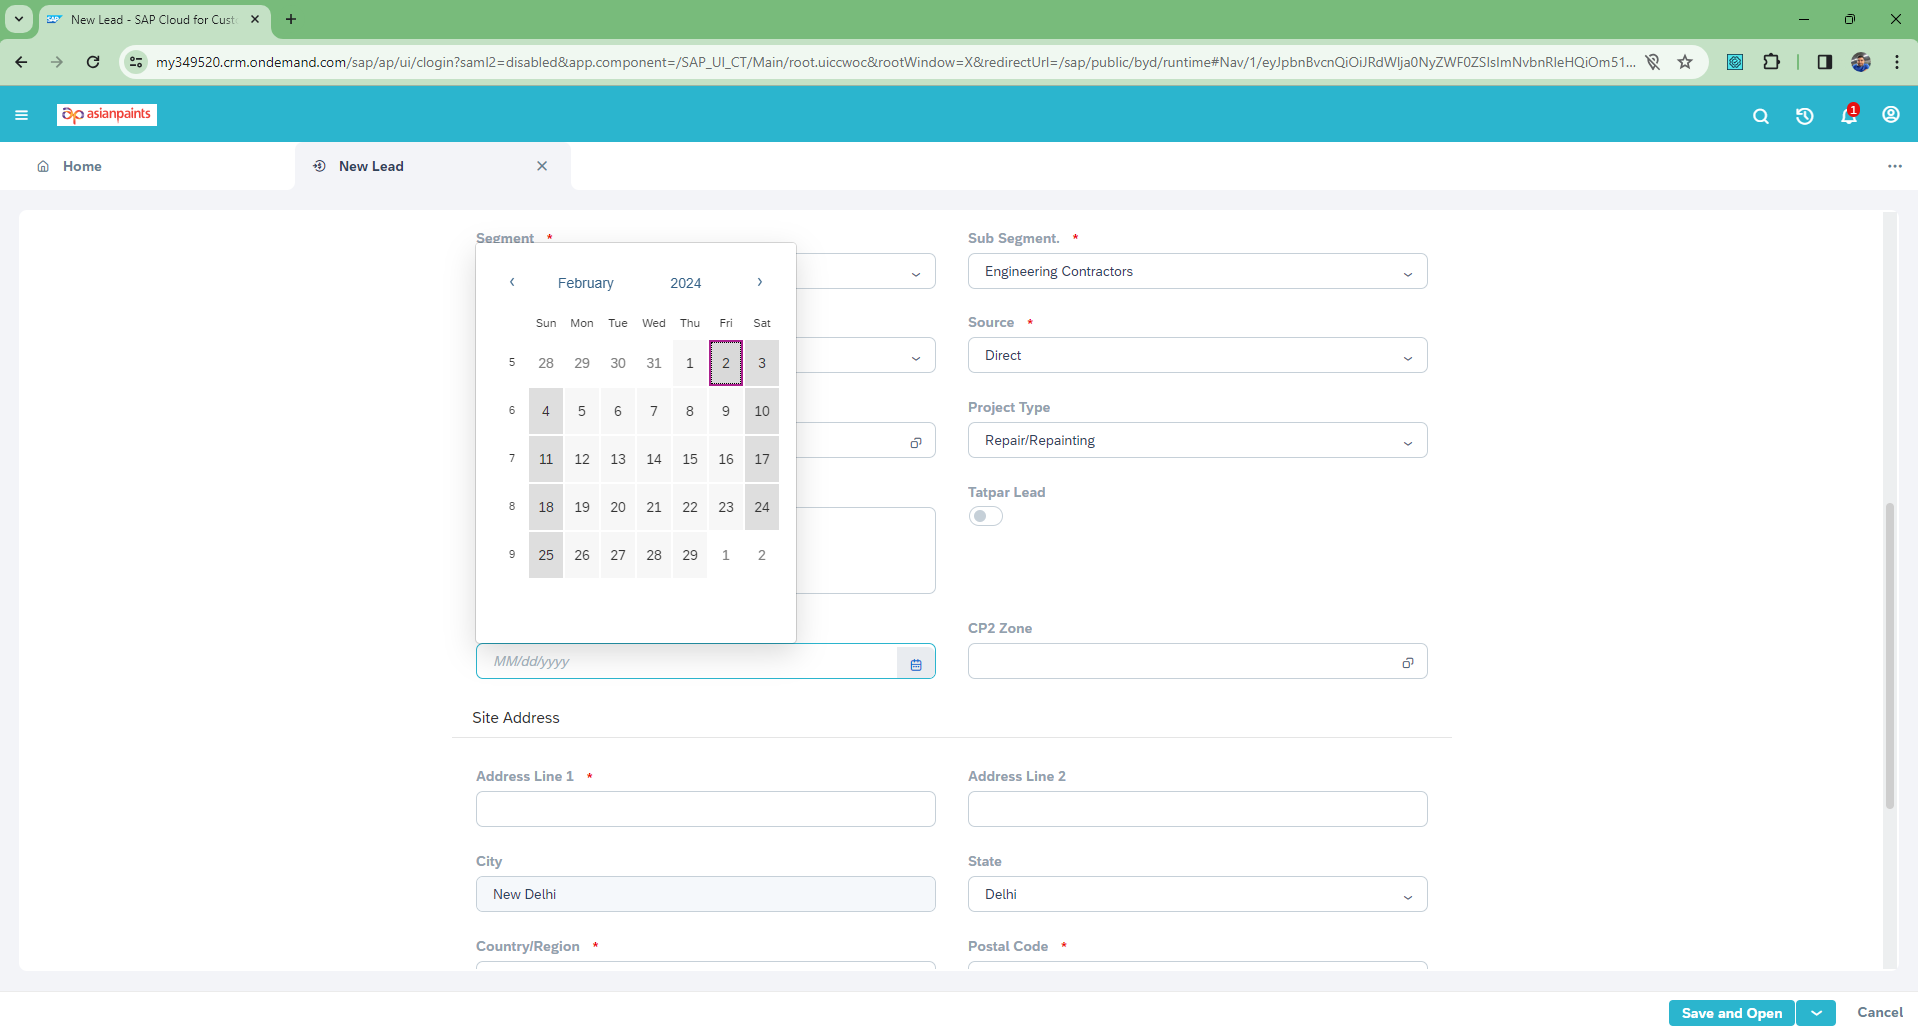 New Lead - SAP Cloud for Cust
my349520.crm.ondemand.com/sap/ap/ui/clogin?saml2=disabled&app.component=/SAP_UI_CT/Main/root.uiccwoc&rootWindow=X&redirectUrl=/sap/public/byd/runtime#Nav/1/eyJpbnBvcnQiOiJRdWlja0NyZWF0ZSIsImNvbnRleHQiOm51...
asianpaints
1
Home
New Lead
Segment *
Sub Segment. *
Engineering Contractors
February 2024
Sun Mon Tue Wed Thu Fri Sat
5 28 29 30 31 1 2 3
6 4 5 6 7 8 9 10
7 11 12 13 14 15 16 17
8 18 19 20 21 22 23 24
9 25 26 27 28 29 1 2
Source *
Direct
Project Type
Repair/Repainting
Tatpar Lead
MM/dd/yyyy
CP2 Zone
Site Address
Address Line 1 *
Address Line 2
City
New Delhi
State
Delhi
Country/Region *
Postal Code *
Save and Open
Cancel